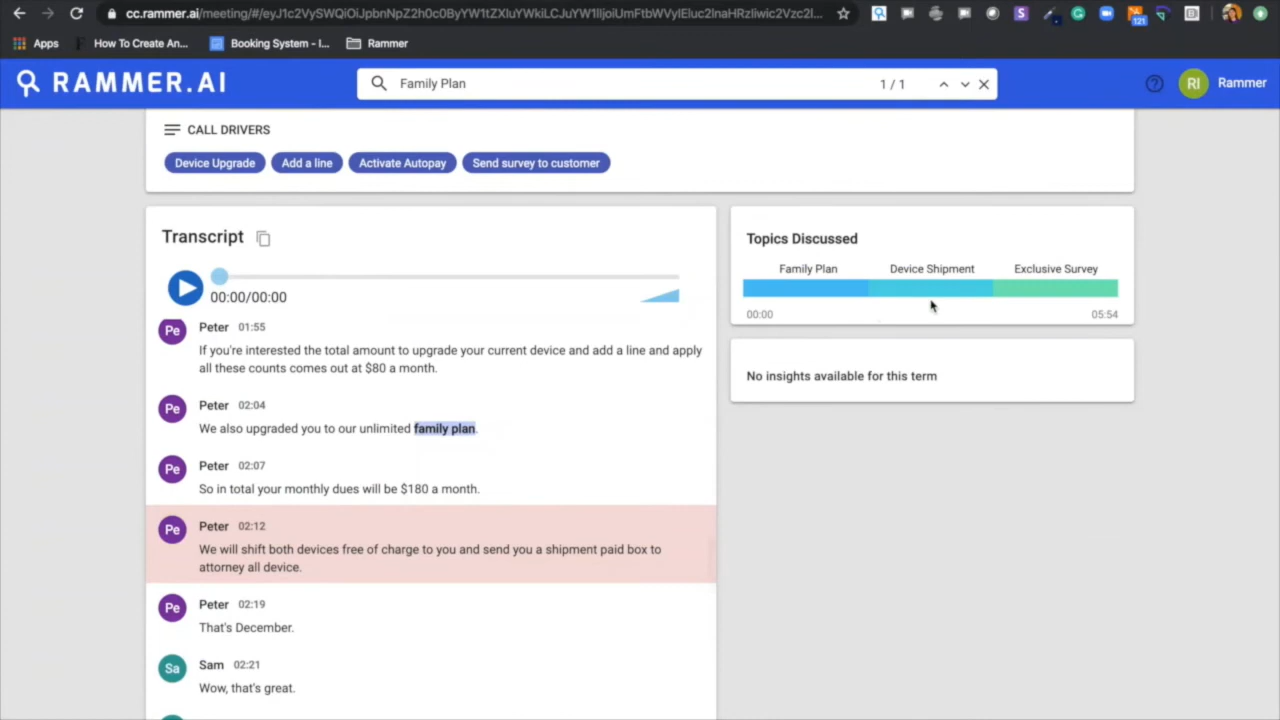 cc.rammer.ai/meeting/#/
121
Apps
How To Create An...
Booking System - I...
Rammer
RAMMER.AI
Family Plan
1 / 1
RI
Rammer
CALL DRIVERS
Device Upgrade
Add a line
Activate Autopay
Send survey to customer
Transcript
00:00/00:00
Pe
Peter 01:55
If you're interested the total amount to upgrade your current device and add a line and apply
all these counts comes out at $80 a month.
Pe
Peter 02:04
We also upgraded you to our unlimited family plan.
Pe
Peter 02:07
So in total your monthly dues will be $180 a month.
Pe
Peter 02:12
We will shift both devices free of charge to you and send you a shipment paid box to
attorney all device.
Pe
Peter 02:19
That's December.
Sa
Sam 02:21
Wow, that's great.
Topics Discussed
Family Plan
Device Shipment
Exclusive Survey
00:00
05:54
No insights available for this term